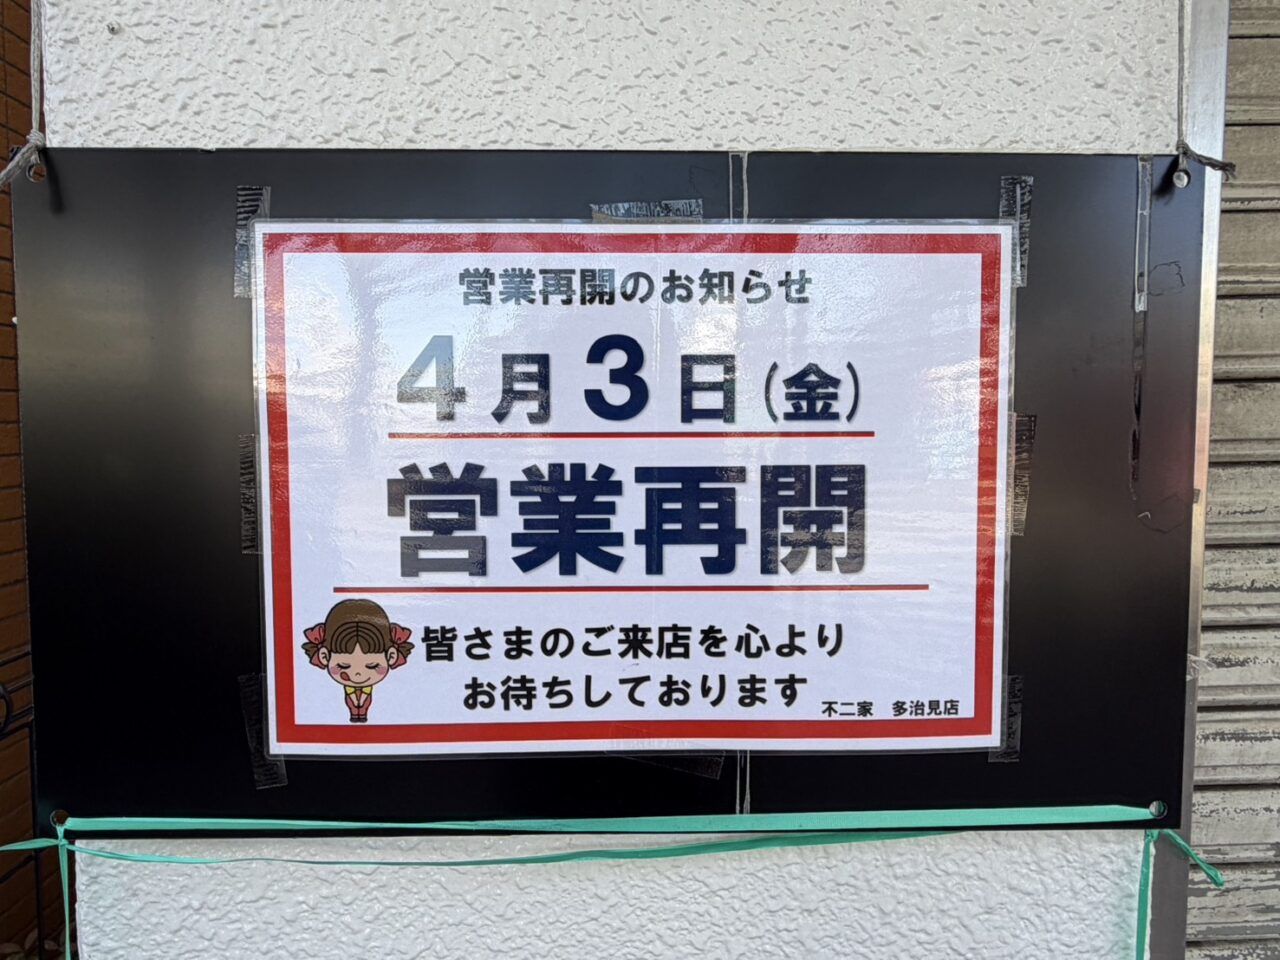 営業再開のお知らせ
4月3日(金)
営業再開
皆さまのご来店を心より
お待ちしております
不二家 多治見店